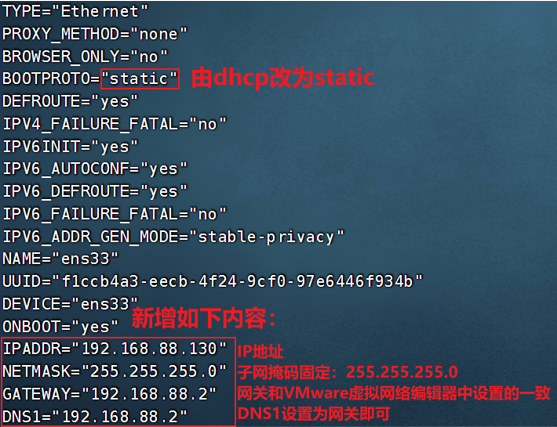 TYPE="Ethernet"
PROXY_METHOD="none"
BROWSER_ONLY="no"
BOOTPROTO="static" 由dhcp改为static
DEFROUTE="yes"
IPV4_FAILURE_FATAL="no"
IPV6INIT="yes"
IPV6_AUTOCONF="yes"
IPV6_DEFROUTE="yes"
IPV6_FAILURE_FATAL="no"
IPV6_ADDR_GEN_MODE="stable-privacy"
NAME="ens33"
UUID="f1ccb4a3-eecb-4f24-9cf0-97e6446f934b"
DEVICE="ens33"
ONBOOT="yes" 新增如下内容：
IPADDR="192.168.88.130" IP地址
NETMASK="255.255.255.0" 子网掩码固定：255.255.255.0
GATEWAY="192.168.88.2" 网关和VMware虚拟网络编辑器中设置的一致
DNS1="192.168.88.2" DNS1设置为网关即可